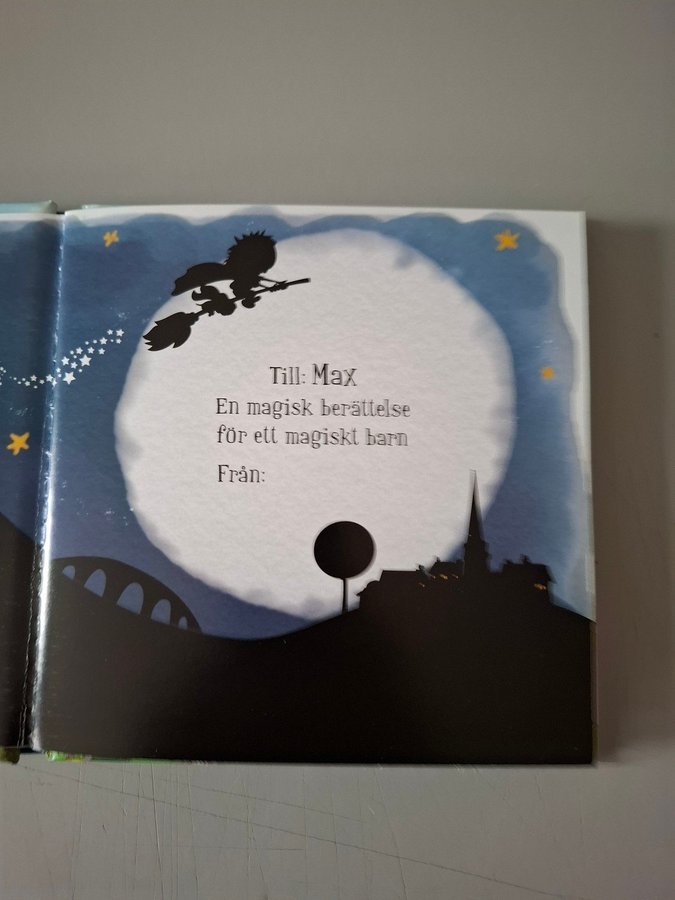 Till: Max
En magisk berättelse
för ett magiskt barn
Från: